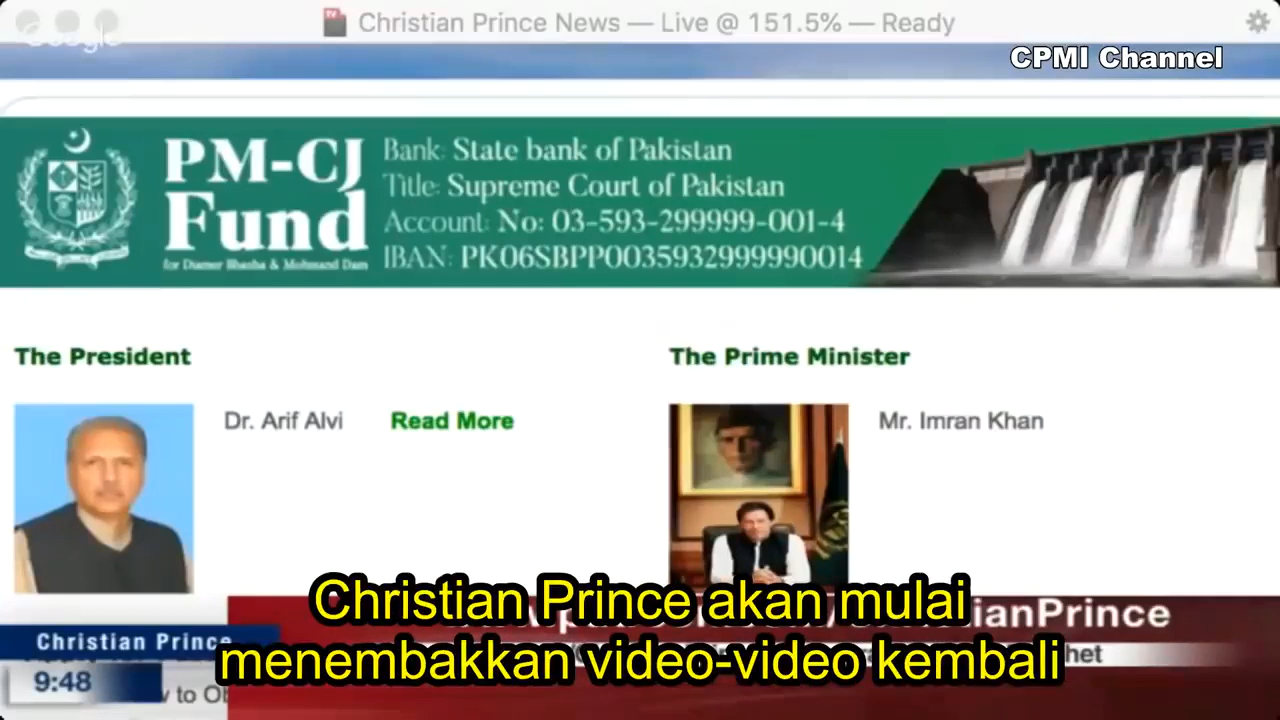 Christian Prince News — Live @ 151.5% — Ready
Google
CPMI Channel
PM-CJ
Fund
for Diamer Bhasha & Mohmand Dam
Bank: State bank of Pakistan
Title: Supreme Court of Pakistan
Account: No: 03-593-299999-001-4
IBAN: PK06SBPP0035932999990014
The President
The Prime Minister
Dr. Arif Alvi
Read More
Mr. Imran Khan
Christian Prince akan mulai
menembakkan video-video kembali
Christian Prince
9:48